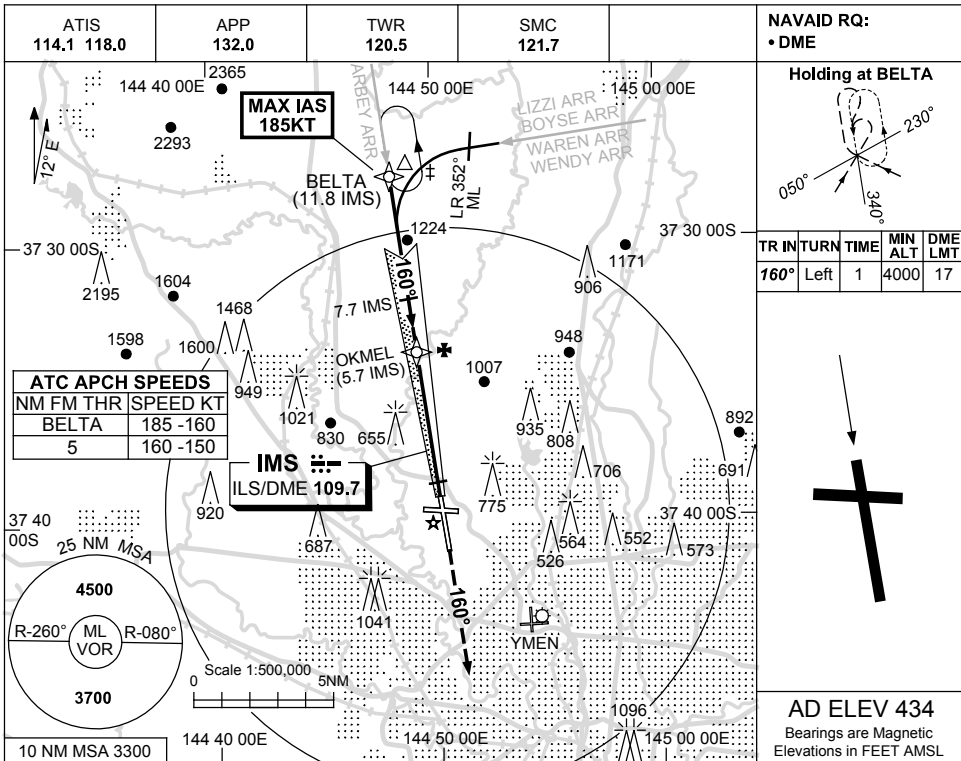 ATIS
114.1 118.0
APP
132.0
TWR
120.5
SMC
121.7
NAVAID RQ:
• DME
Holding at BELTA
230°
050°
340°
TR IN TURN TIME MIN ALT DME LMT
160° Left 1 4000 17
144 40 00E
2365
144 50 00E
145 00 00E
MAX IAS
185KT
ARBEY ARR
LIZZI ARR
BOYSE ARR
WAREN ARR
WENDY ARR
2293
12° E
BELTA
(11.8 IMS)
‡
LR 352°
ML
37 30 00S
1224
37 30 00S
1171
160°
2195
906
1604
7.7 IMS
1468
1600
1598
949
OKMEL
(5.7 IMS)
948
1007
ATC APCH SPEEDS
NM FM THR SPEED KT
BELTA 185 -160
5 160 -150
1021
830
655
935
808
892
706
691
IMS
ILS/DME 109.7
775
920
687
37 40
00S
37 40 00S
564
552
526
573
25 NM MSA
4500
R-260°
ML
VOR
R-080°
3700
1041
160°
YMEN
Scale 1:500,000
0
5NM
1096
10 NM MSA 3300
144 40 00E
144 50 00E
145 00 00E
AD ELEV 434
Bearings are Magnetic
Elevations in FEET AMSL